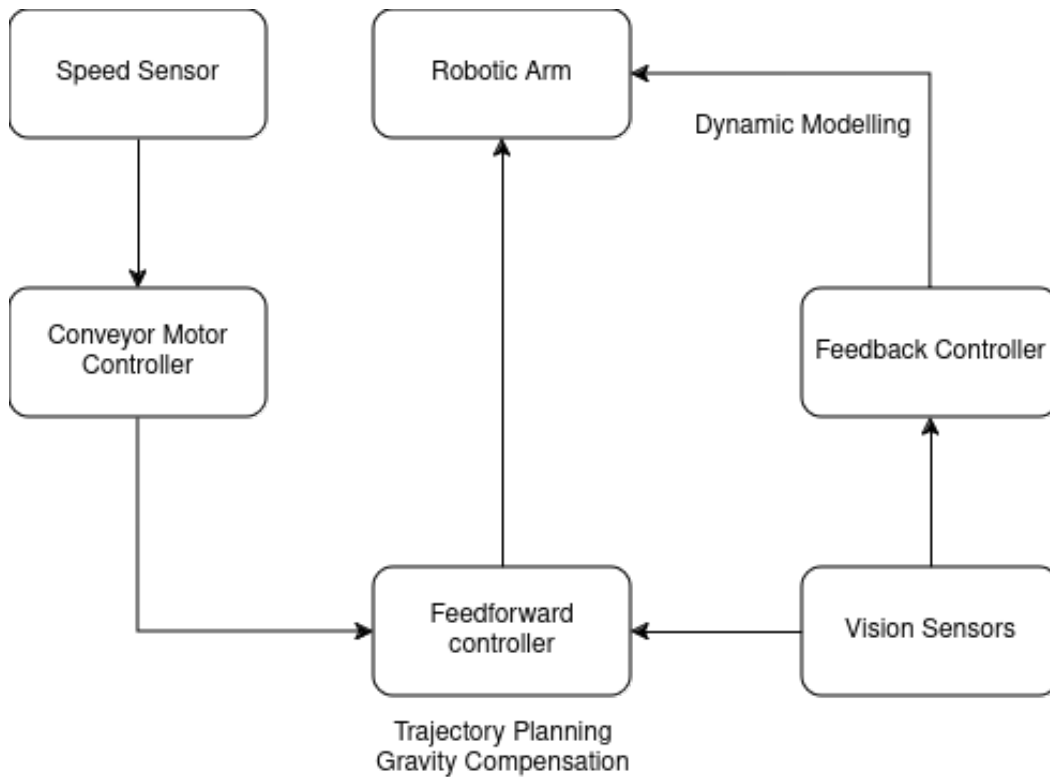 Speed Sensor
Robotic Arm
Dynamic Modelling
Conveyor Motor
Controller
Feedback Controller
Feedforward
controller
Vision Sensors
Trajectory Planning
Gravity Compensation